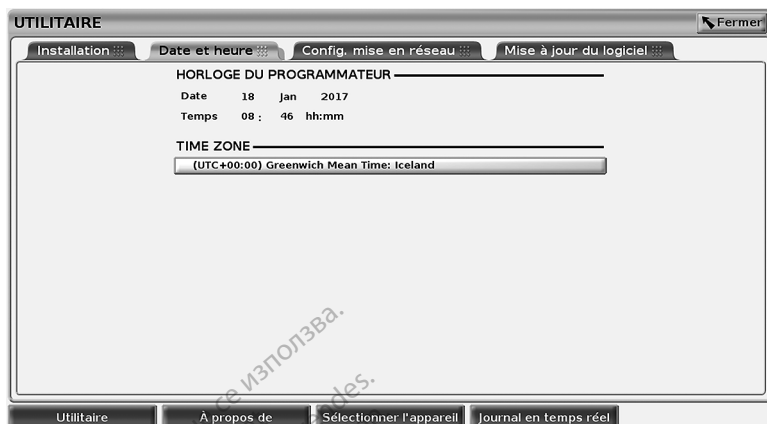 UTILITAIRE
Fermer
Installation
Date et heure
Config. mise en réseau
Mise à jour du logiciel
HORLOGE DU PROGRAMMATEUR
Date 18 Jan 2017
Temps 08 : 46 hh:mm
TIME ZONE
(UTC+00:00) Greenwich Mean Time: Iceland
се използва.
Utilitaire
À propos de
Sélectionner l'appareil
Journal en temps réel